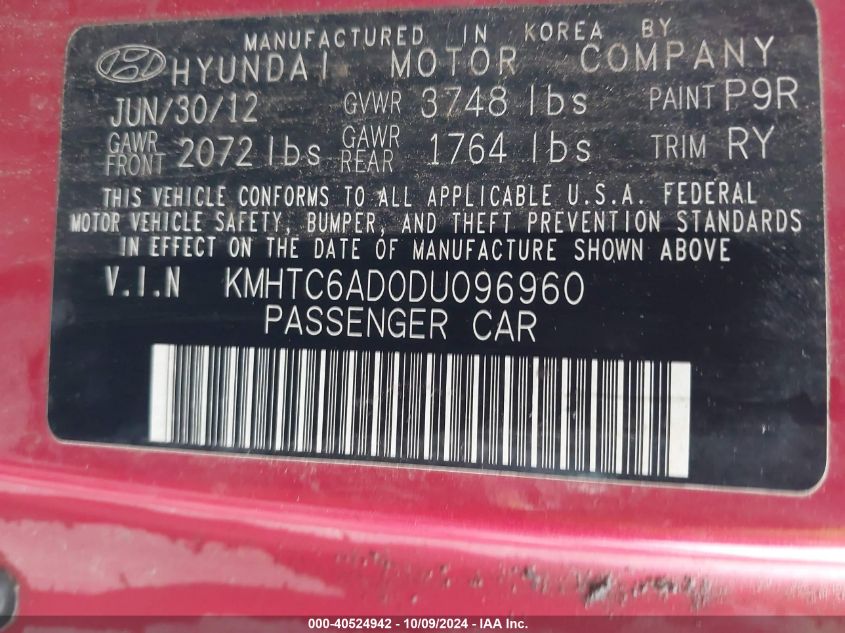 MANUFACTURED IN KOREA BY
HYUNDAI MOTOR COMPANY
JUN/30/12 GVWR 3748 lbs PAINT P9R
GAWR FRONT 2072 lbs GAWR REAR 1764 lbs TRIM RY
THIS VEHICLE CONFORMS TO ALL APPLICABLE U.S.A. FEDERAL
MOTOR VEHICLE SAFETY, BUMPER, AND THEFT PREVENTION STANDARDS
IN EFFECT ON THE DATE OF MANUFACTURE SHOWN ABOVE
V.I.N KMHTC6AD0DU096960
PASSENGER CAR
000-40524942 - 10/09/2024 - IAA Inc.